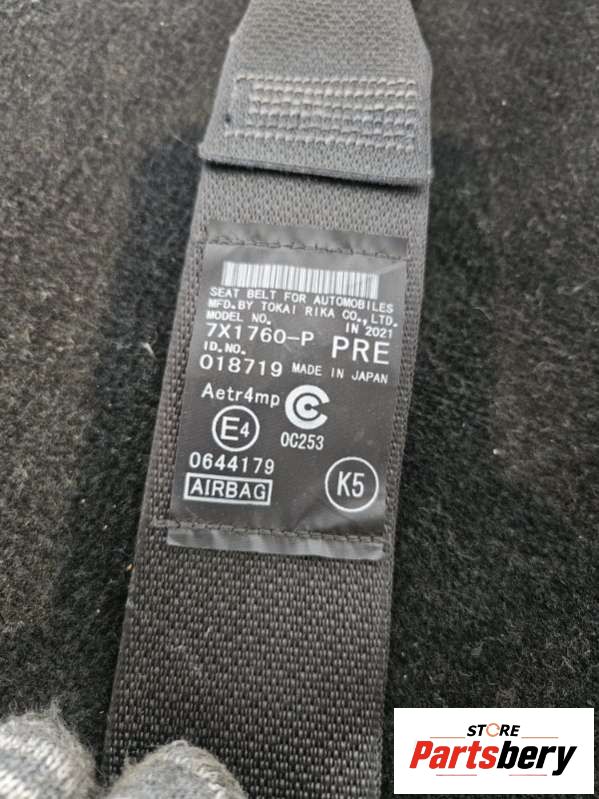 SEAT BELT FOR AUTOMOBILES
MFD. BY TOKAI RIKA CO., LTD.
MODEL NO. IN 2021
7X1760-P PRE
ID. NO.
018719 MADE IN JAPAN
Aetr4mp
E4 0C253
0644179
AIRBAG K5
STORE
Partsbery